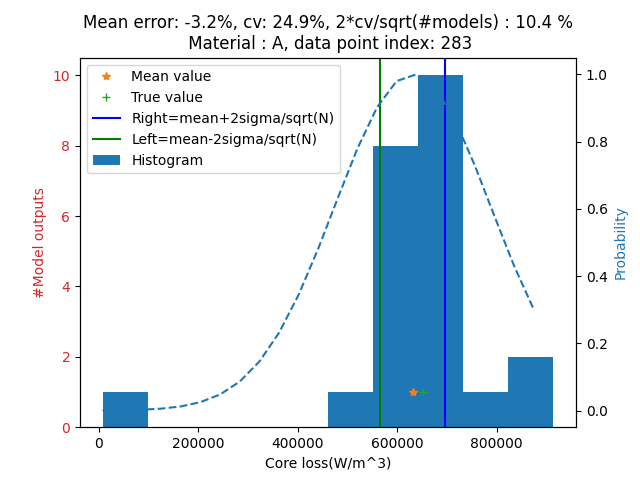 Mean error: -3.2%, cv: 24.9%, 2*cv/sqrt(#models) : 10.4 %
Material : A, data point index: 283
Mean value
True value
Right=mean+2sigma/sqrt(N)
Left=mean-2sigma/sqrt(N)
Histogram
#Model outputs
10
8
6
4
2
0
Probability
1.0
0.8
0.6
0.4
0.2
0.0
0
200000
400000
600000
800000
Core loss(W/m^3)